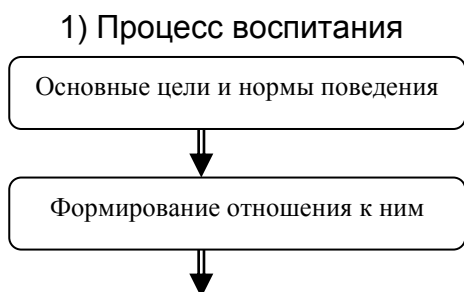 1) Процесс воспитания
Основные цели и нормы поведения
Формирование отношения к ним